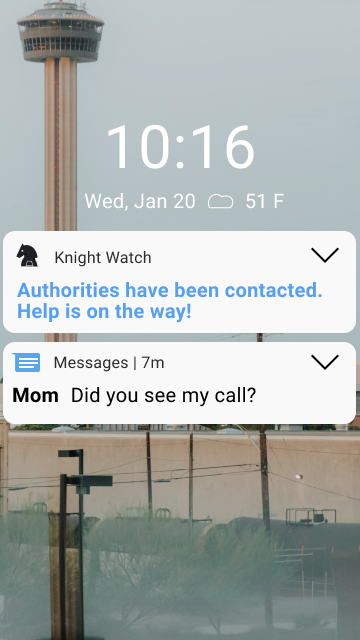 10:16
Wed, Jan 20 51 F
Knight Watch
Authorities have been contacted.
Help is on the way!
Messages | 7m
Mom Did you see my call?